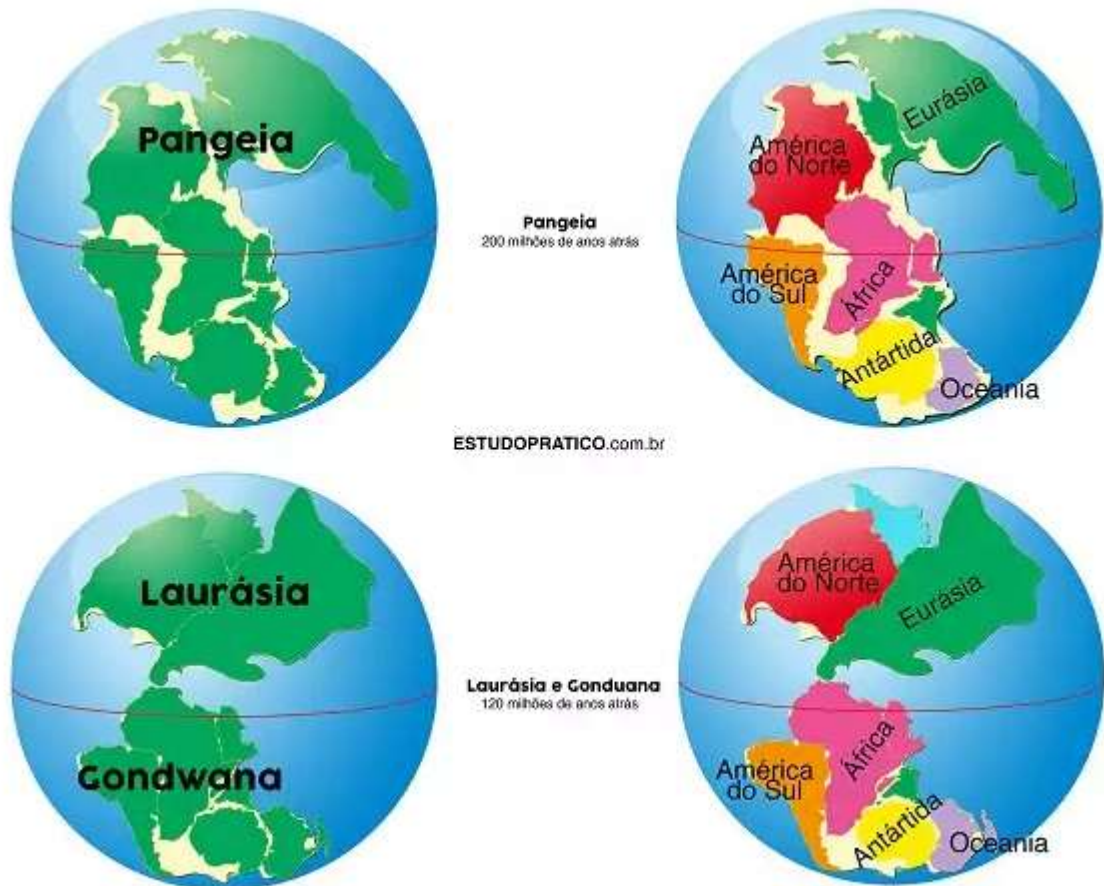 Pangeia
América
do Norte
Eurásia
América
do Sul
África
Antártida
Oceania
Pangeia
200 milhões de anos atrás
ESTUDOPRATICO.com.br
Laurásia
Gondwana
América
do Norte
Eurásia
América
do Sul
África
Antártida
Oceania
Laurásia e Gonduana
120 milhões de anos atrás